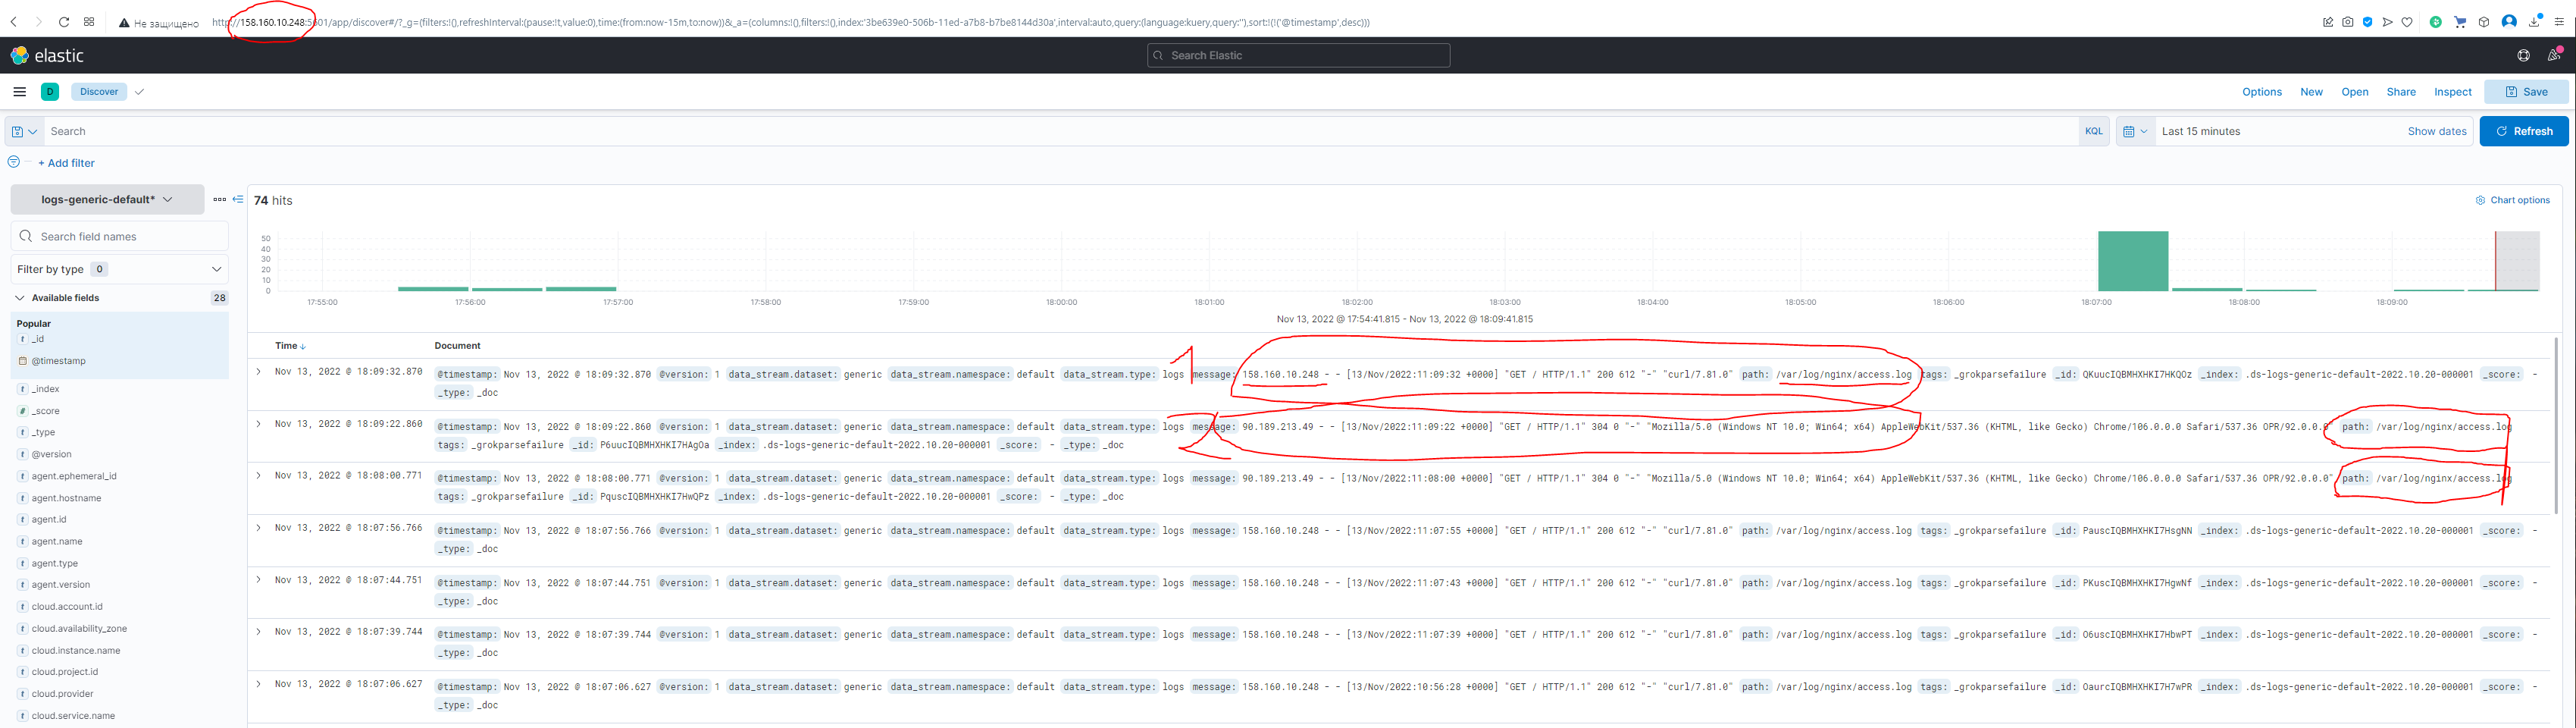 Не защищено
http://158.160.10.248:5601/app/discover#/?_g=(filters:!(),refreshInterval:(pause:!t,value:0),time:(from:now-15m,to:now))&_a=(columns:!(),filters:!(),index:'3be639e0-506b-11ed-a7b8-b7be8144d30a',interval:auto,query:(language:kuery,query:''),sort:!(!('@timestamp',desc)))
elastic
Search Elastic
D Discover
Options New Open Share Inspect Save
Search
KQL
Last 15 minutes
Show dates
Refresh
+ Add filter
logs-generic-default*
Search field names
Filter by type 0
Available fields 28
Popular
t _id
@timestamp
t _index
# _score
t _type
t @version
t agent.ephemeral_id
t agent.hostname
t agent.id
t agent.name
t agent.type
t agent.version
t cloud.account.id
t cloud.availability_zone
t cloud.instance.name
t cloud.project.id
t cloud.provider
t cloud.service.name
74 hits
Chart options
50
40
30
20
10
0
17:55:00 17:56:00 17:57:00 17:58:00 17:59:00 18:00:00 18:01:00 18:02:00 18:03:00 18:04:00 18:05:00 18:06:00 18:07:00 18:08:00 18:09:00
Nov 13, 2022 @ 17:54:41.815 - Nov 13, 2022 @ 18:09:41.815
Time Document
1
Nov 13, 2022 @ 18:09:32.870 @timestamp: Nov 13, 2022 @ 18:09:32.870 @version: 1 data_stream.dataset: generic data_stream.namespace: default data_stream.type: logs message: 158.160.10.248 - - [13/Nov/2022:11:09:32 +0000] "GET / HTTP/1.1" 200 612 "-" "curl/7.81.0" path: /var/log/nginx/access.log tags: _grokparsefailure _id: QKuucIQBMHXHKI7HKQOz _index: .ds-logs-generic-default-2022.10.20-000001 _score: -
_type: _doc
2
Nov 13, 2022 @ 18:09:22.860 @timestamp: Nov 13, 2022 @ 18:09:22.860 @version: 1 data_stream.dataset: generic data_stream.namespace: default data_stream.type: logs message: 90.189.213.49 - - [13/Nov/2022:11:09:22 +0000] "GET / HTTP/1.1" 304 0 "-" "Mozilla/5.0 (Windows NT 10.0; Win64; x64) AppleWebKit/537.36 (KHTML, like Gecko) Chrome/106.0.0.0 Safari/537.36 OPR/92.0.0.0" path: /var/log/nginx/access.log
tags: _grokparsefailure _id: P6uucIQBMHXHKI7HAgOa _index: .ds-logs-generic-default-2022.10.20-000001 _score: - _type: _doc
Nov 13, 2022 @ 18:08:00.771 @timestamp: Nov 13, 2022 @ 18:08:00.771 @version: 1 data_stream.dataset: generic data_stream.namespace: default data_stream.type: logs message: 90.189.213.49 - - [13/Nov/2022:11:08:00 +0000] "GET / HTTP/1.1" 304 0 "-" "Mozilla/5.0 (Windows NT 10.0; Win64; x64) AppleWebKit/537.36 (KHTML, like Gecko) Chrome/106.0.0.0 Safari/537.36 OPR/92.0.0.0" path: /var/log/nginx/access.log
tags: _grokparsefailure _id: PquscIQBMHXHKI7HwQPz _index: .ds-logs-generic-default-2022.10.20-000001 _score: - _type: _doc
Nov 13, 2022 @ 18:07:56.766 @timestamp: Nov 13, 2022 @ 18:07:56.766 @version: 1 data_stream.dataset: generic data_stream.namespace: default data_stream.type: logs message: 158.160.10.248 - - [13/Nov/2022:11:07:55 +0000] "GET / HTTP/1.1" 200 612 "-" "curl/7.81.0" path: /var/log/nginx/access.log tags: _grokparsefailure _id: PauscIQBMHXHKI7HsgNN _index: .ds-logs-generic-default-2022.10.20-000001 _score: -
_type: _doc
Nov 13, 2022 @ 18:07:44.751 @timestamp: Nov 13, 2022 @ 18:07:44.751 @version: 1 data_stream.dataset: generic data_stream.namespace: default data_stream.type: logs message: 158.160.10.248 - - [13/Nov/2022:11:07:43 +0000] "GET / HTTP/1.1" 200 612 "-" "curl/7.81.0" path: /var/log/nginx/access.log tags: _grokparsefailure _id: PKuscIQBMHXHKI7HgwNf _index: .ds-logs-generic-default-2022.10.20-000001 _score: -
_type: _doc
Nov 13, 2022 @ 18:07:39.744 @timestamp: Nov 13, 2022 @ 18:07:39.744 @version: 1 data_stream.dataset: generic data_stream.namespace: default data_stream.type: logs message: 158.160.10.248 - - [13/Nov/2022:11:07:39 +0000] "GET / HTTP/1.1" 200 612 "-" "curl/7.81.0" path: /var/log/nginx/access.log tags: _grokparsefailure _id: O6uscIQBMHXHKI7HbwPT _index: .ds-logs-generic-default-2022.10.20-000001 _score: -
_type: _doc
Nov 13, 2022 @ 18:07:06.627 @timestamp: Nov 13, 2022 @ 18:07:06.627 @version: 1 data_stream.dataset: generic data_stream.namespace: default data_stream.type: logs message: 158.160.10.248 - - [13/Nov/2022:10:56:28 +0000] "GET / HTTP/1.1" 200 612 "-" "curl/7.81.0" path: /var/log/nginx/access.log tags: _grokparsefailure _id: OaurcIQBMHXHKI7H7wPR _index: .ds-logs-generic-default-2022.10.20-000001 _score: -
_type: _doc